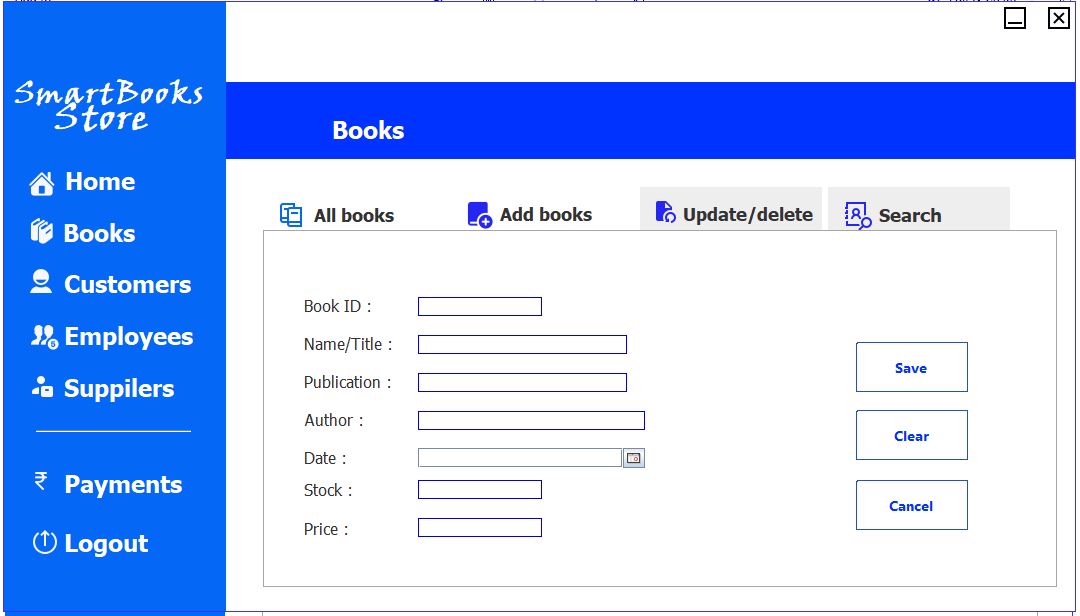 SmartBooks
Store
Home
Books
Customers
Employees
Suppilers
Payments
Logout
Books
All books
Add books
Update/delete
Search
Book ID :
Name/Title :
Publication :
Author :
Date :
Stock :
Price :
Save
Clear
Cancel